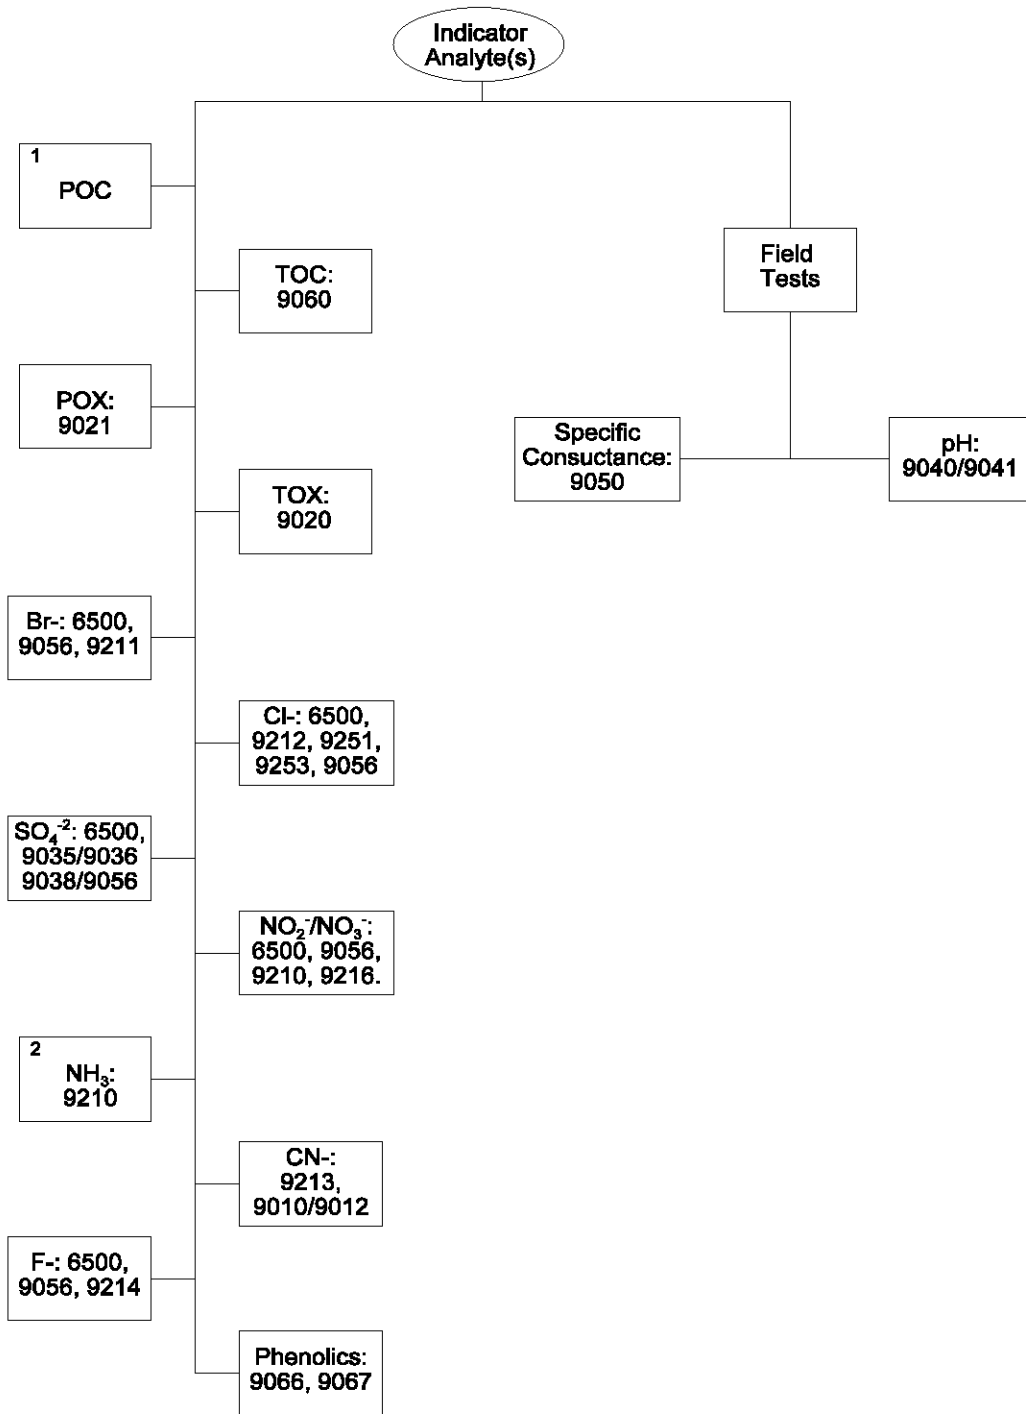 Indicator
Analyte(s)
1
POC
TOC:
9060
Field
Tests
POX:
9021
Specific
Consuctance:
9050
pH:
9040/9041
TOX:
9020
Br-: 6500,
9056, 9211
Cl-: 6500,
9212, 9251,
9253, 9056
SO₄⁻²: 6500,
9035/9036
9038/9056
NO₂⁻/NO₃⁻:
6500, 9056,
9210, 9216.
2
NH₃:
9210
CN-:
9213,
9010/9012
F-: 6500,
9056, 9214
Phenolics:
9066, 9067